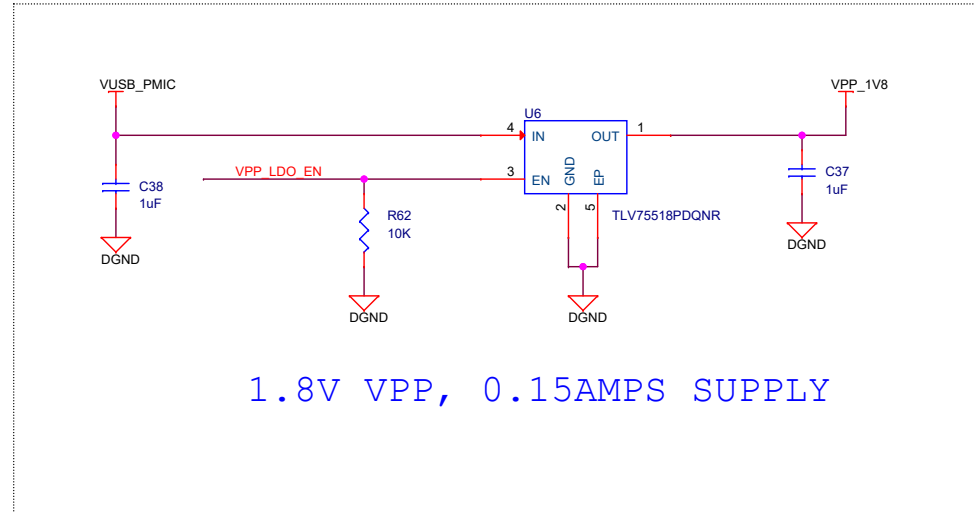 VUSB_PMIC
VPP_1V8
U6
4
IN
OUT
1
VPP_LDO_EN
3
EN
GND
EP
C38
1uF
C37
1uF
2
5
TLV75518PDQNR
R62
10K
DGND
DGND
DGND
DGND
1.8V VPP, 0.15AMPS SUPPLY